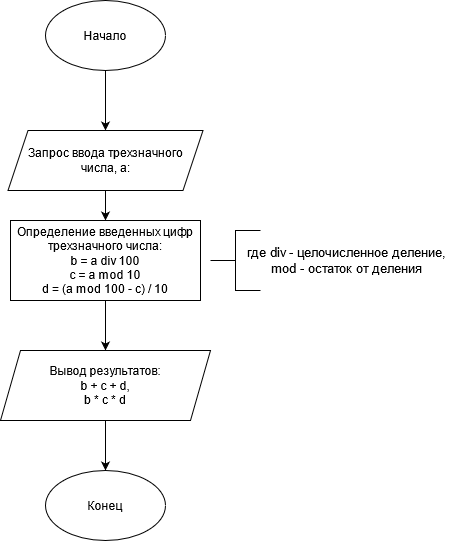 Начало
Запрос ввода трехзначного
числа, a:
Определение введенных цифр
трехзначного числа:
b = a div 100
c = a mod 10
d = (a mod 100 - c) / 10
где div - целочисленное деление,
mod - остаток от деления
Вывод результатов:
b + c + d,
b * c * d
Конец